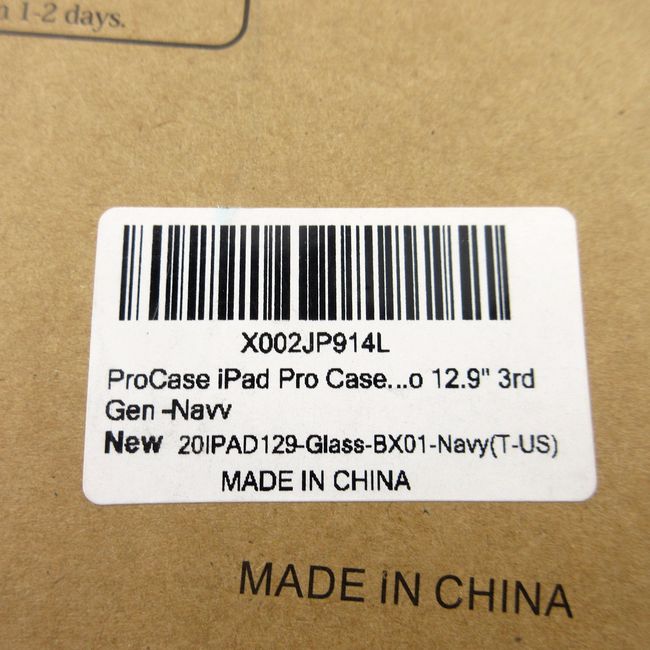 1-2 days.
X002JP914L
ProCase iPad Pro Case...o 12.9" 3rd
Gen -Navv
New 20IPAD129-Glass-BX01-Navy(T-US)
MADE IN CHINA
MADE IN CHINA